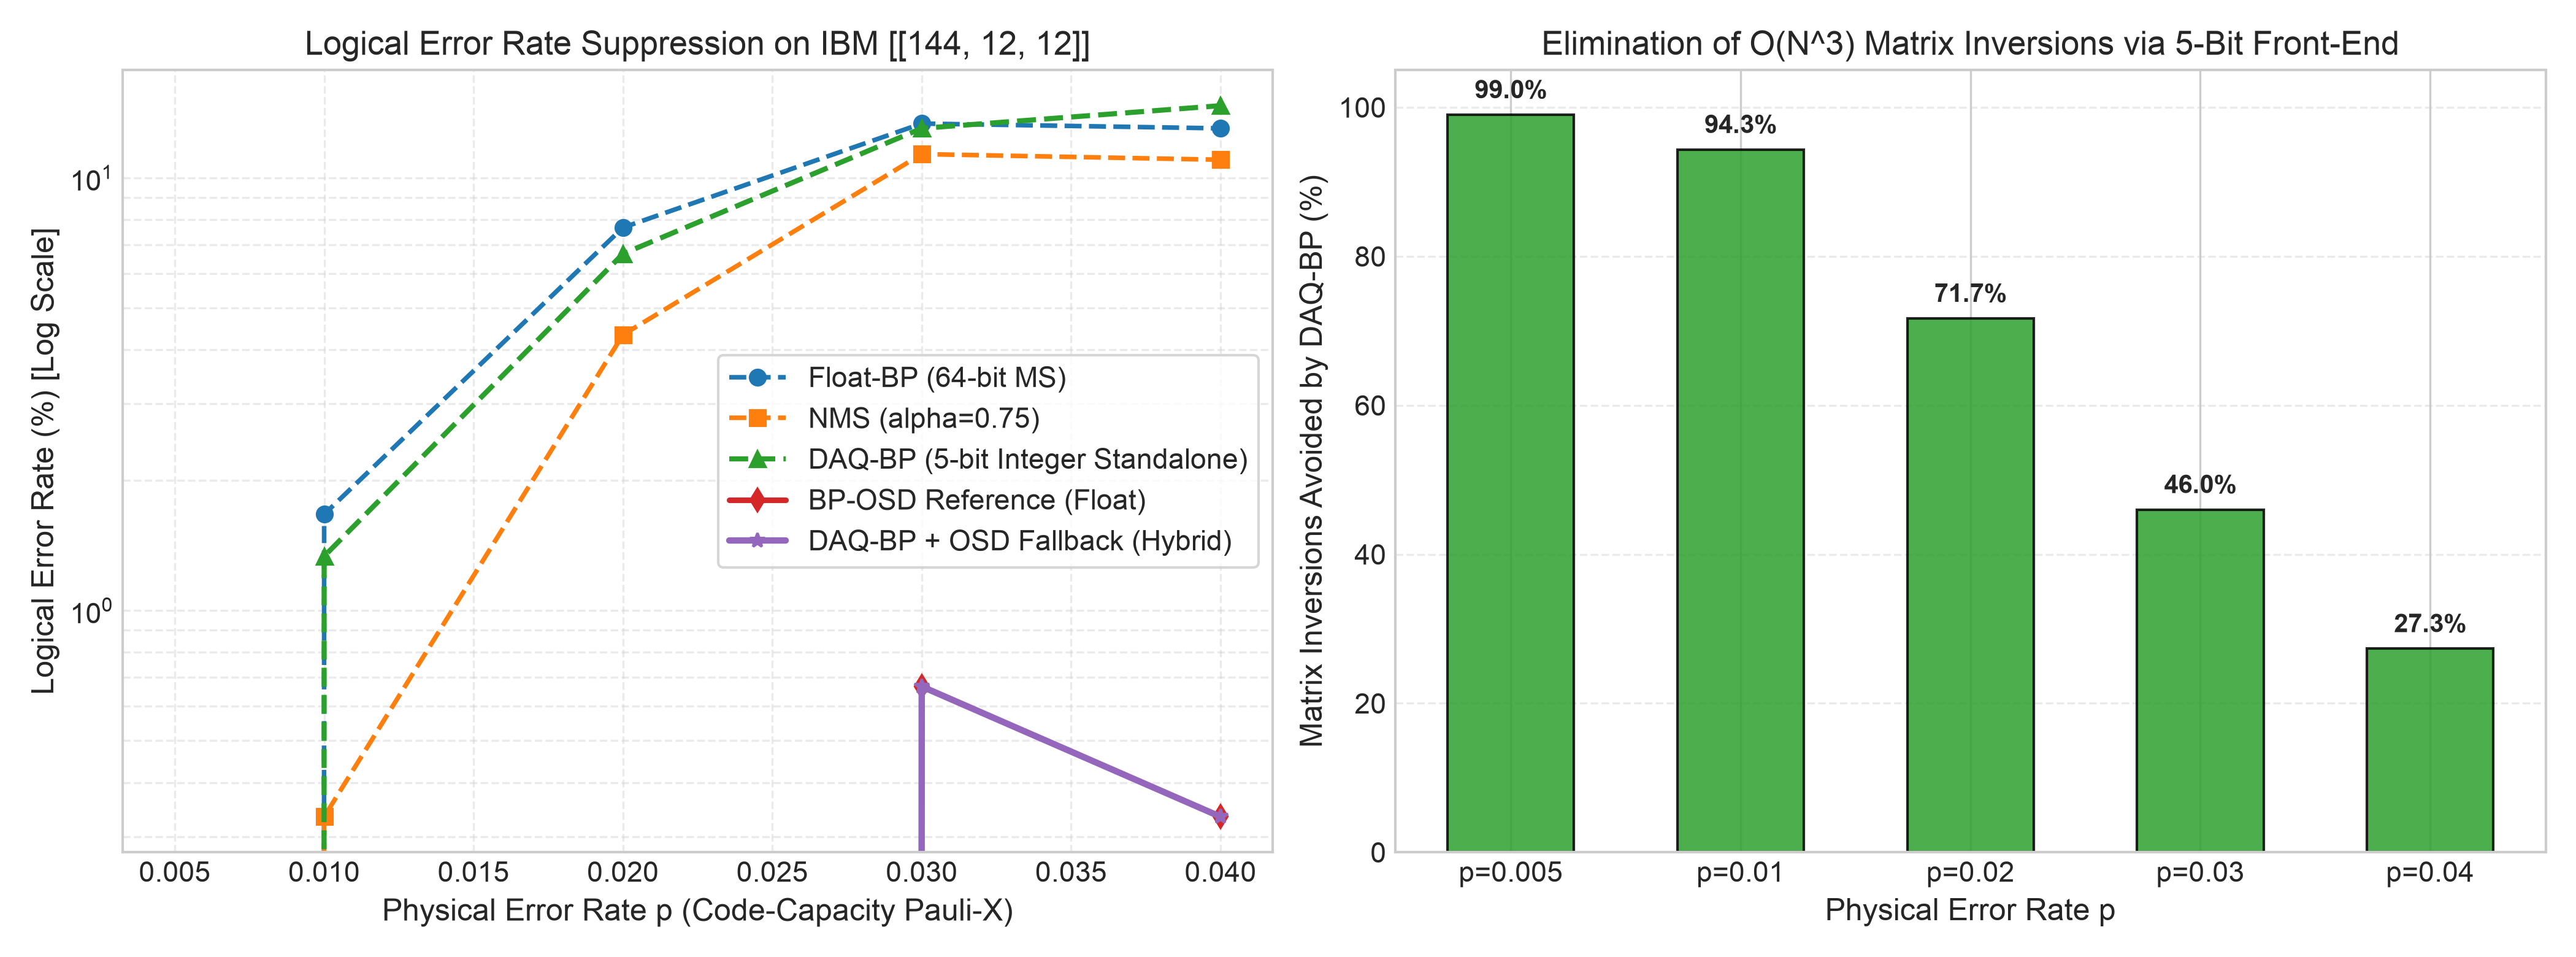 Logical Error Rate Suppression on IBM [[144, 12, 12]]
Logical Error Rate (%) [Log Scale]
10^1
10^0
Float-BP (64-bit MS)
NMS (alpha=0.75)
DAQ-BP (5-bit Integer Standalone)
BP-OSD Reference (Float)
DAQ-BP + OSD Fallback (Hybrid)
0.005 0.010 0.015 0.020 0.025 0.030 0.035 0.040
Physical Error Rate p (Code-Capacity Pauli-X)
Elimination of O(N^3) Matrix Inversions via 5-Bit Front-End
Matrix Inversions Avoided by DAQ-BP (%)
100
80
60
40
20
0
99.0%
94.3%
71.7%
46.0%
27.3%
p=0.005 p=0.01 p=0.02 p=0.03 p=0.04
Physical Error Rate p